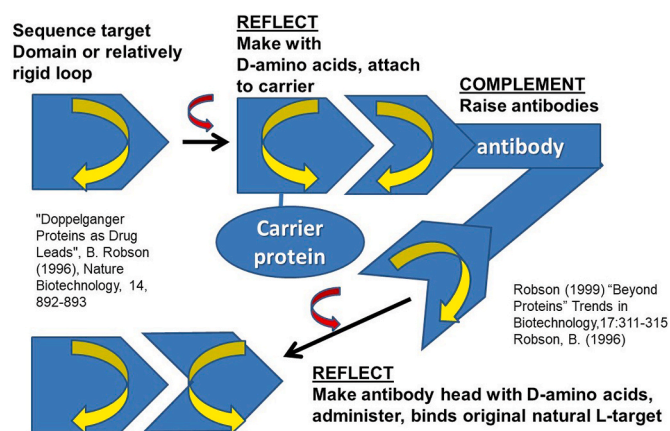 Sequence target
Domain or relatively
rigid loop
REFLECT
Make with
D-amino acids, attach
to carrier
COMPLEMENT
Raise antibodies
antibody
Carrier
protein
"Doppelganger
Proteins as Drug
Leads", B. Robson
(1996), Nature
Biotechnology, 14,
892-893
Robson (1999) “Beyond
Proteins” Trends in
Biotechnology,17:311-315
Robson, B. (1996)
REFLECT
Make antibody head with D-amino acids,
administer, binds original natural L-target